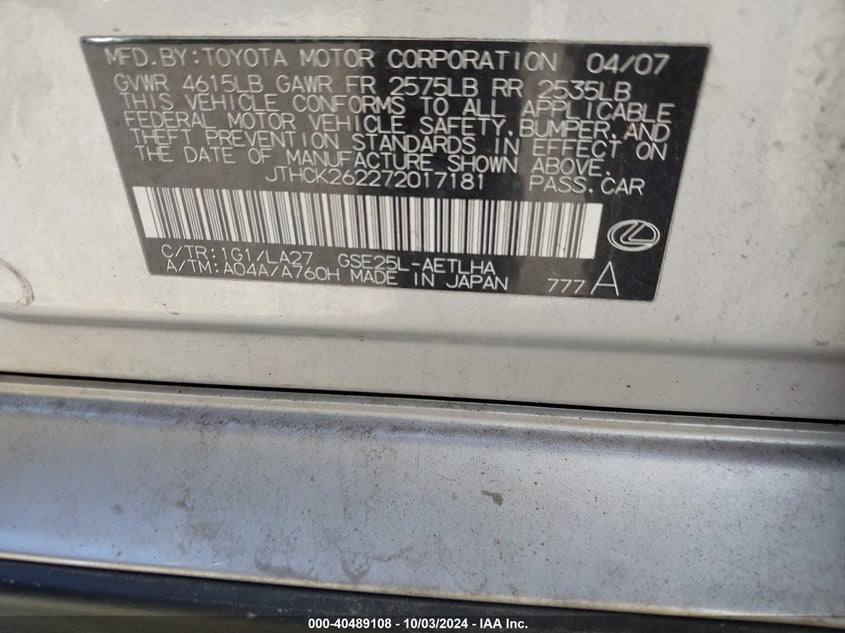 MFD.BY:TOYOTA MOTOR CORPORATION 04/07
GVWR 4615LB GAWR FR 2575LB RR 2535LB
THIS VEHICLE CONFORMS TO ALL APPLICABLE
FEDERAL MOTOR VEHICLE SAFETY,BUMPER,AND
THEFT PREVENTION STANDARDS IN EFFECT ON
THE DATE OF MANUFACTURE SHOWN ABOVE.
JTHCK262272017181 PASS.CAR
C/TR:1G1/LA27 GSE25L-AETLHA
A/TM:A04A/A760H MADE IN JAPAN 777 A
000-40489108 - 10/03/2024 - IAA Inc.